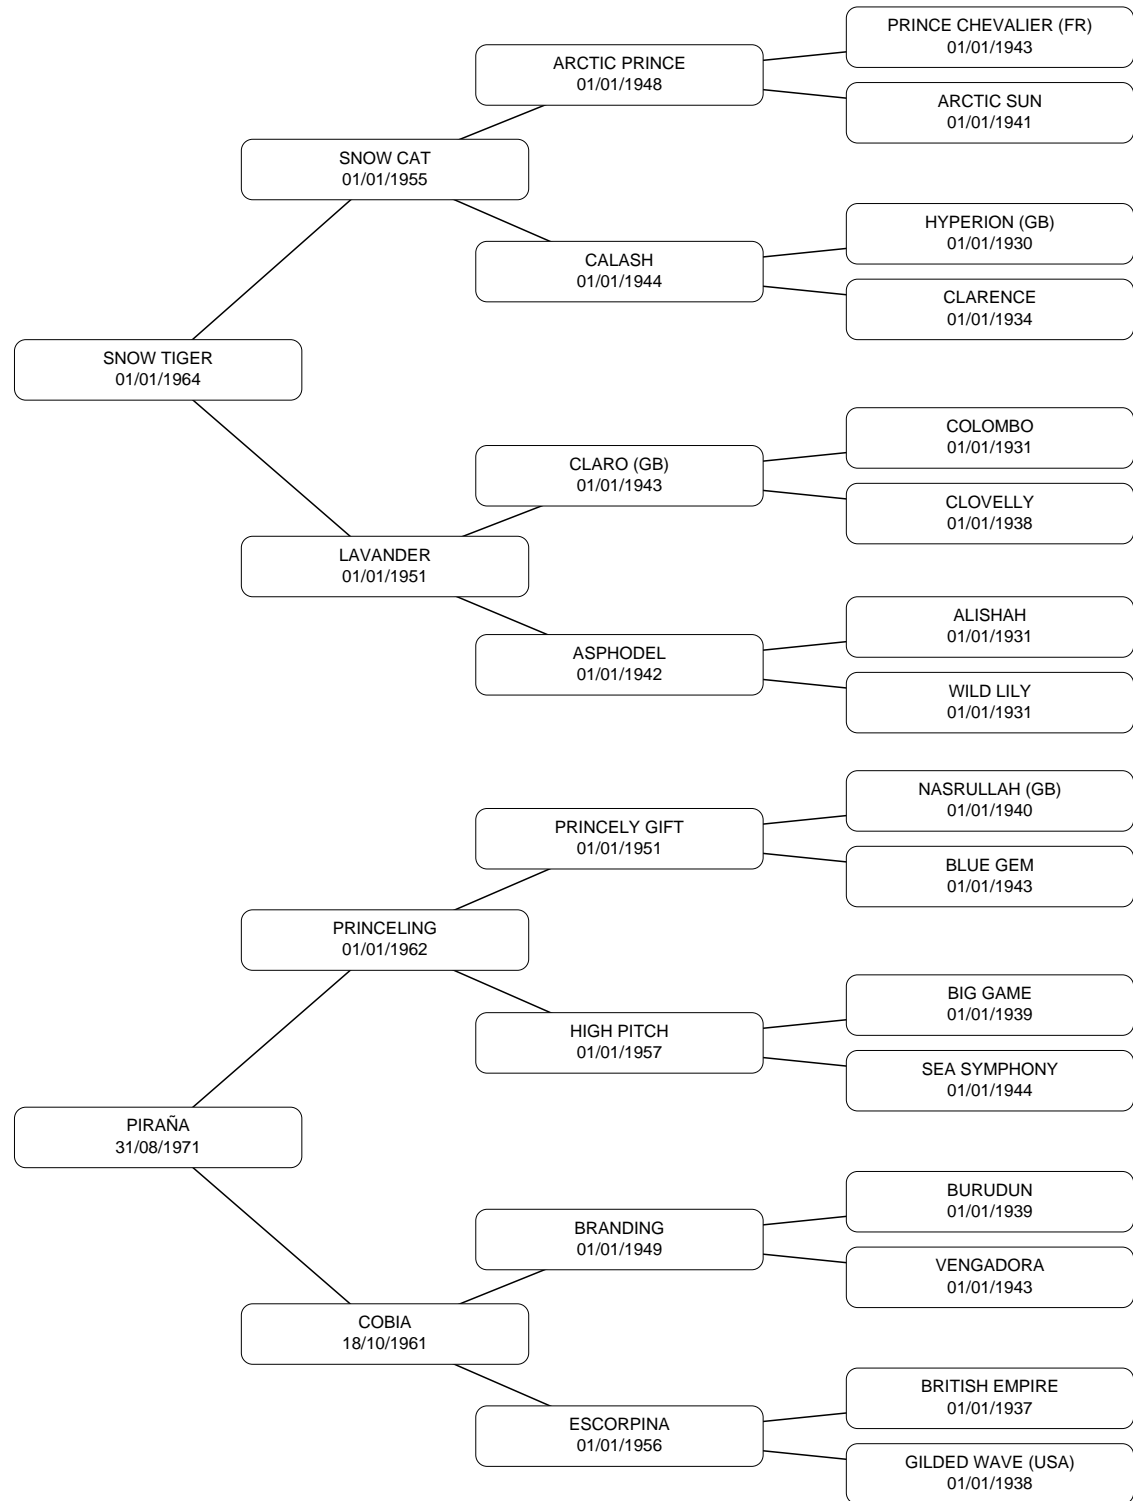 PRINCE CHEVALIER (FR)
01/01/1943
ARCTIC PRINCE
01/01/1948
ARCTIC SUN
01/01/1941
SNOW CAT
01/01/1955
HYPERION (GB)
01/01/1930
CALASH
01/01/1944
CLARENCE
01/01/1934
SNOW TIGER
01/01/1964
COLOMBO
01/01/1931
CLARO (GB)
01/01/1943
CLOVELLY
01/01/1938
LAVANDER
01/01/1951
ALISHAH
01/01/1931
ASPHODEL
01/01/1942
WILD LILY
01/01/1931
NASRULLAH (GB)
01/01/1940
PRINCELY GIFT
01/01/1951
BLUE GEM
01/01/1943
PRINCELING
01/01/1962
BIG GAME
01/01/1939
HIGH PITCH
01/01/1957
SEA SYMPHONY
01/01/1944
PIRAÑA
31/08/1971
BURUDUN
01/01/1939
BRANDING
01/01/1949
VENGADORA
01/01/1943
COBIA
18/10/1961
BRITISH EMPIRE
01/01/1937
ESCORPINA
01/01/1956
GILDED WAVE (USA)
01/01/1938